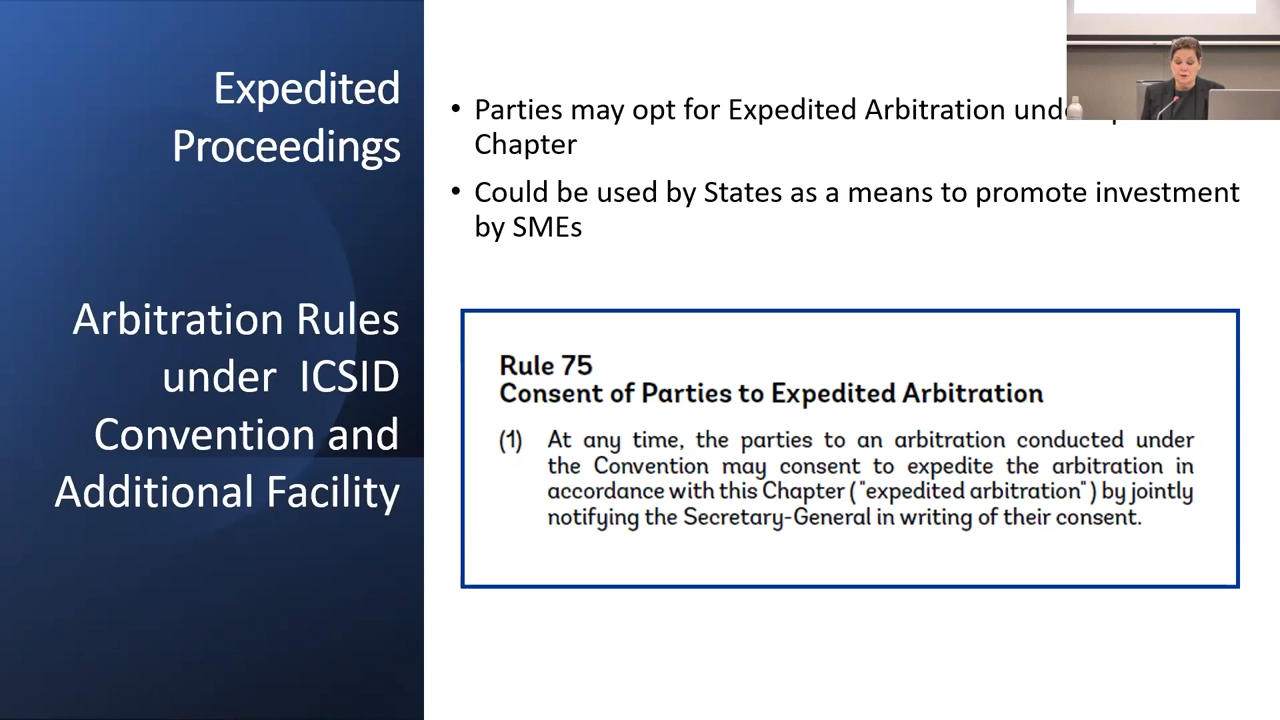 Expedited
Proceedings
Arbitration Rules
under ICSID
Convention and
Additional Facility
• Parties may opt for Expedited Arbitration
Chapter
• Could be used by States as a means to promote investment
by SMEs
Rule 75
Consent of Parties to Expedited Arbitration
(1) At any time, the parties to an arbitration conducted under
the Convention may consent to expedite the arbitration in
accordance with this Chapter ("expedited arbitration") by jointly
notifying the Secretary-General in writing of their consent.